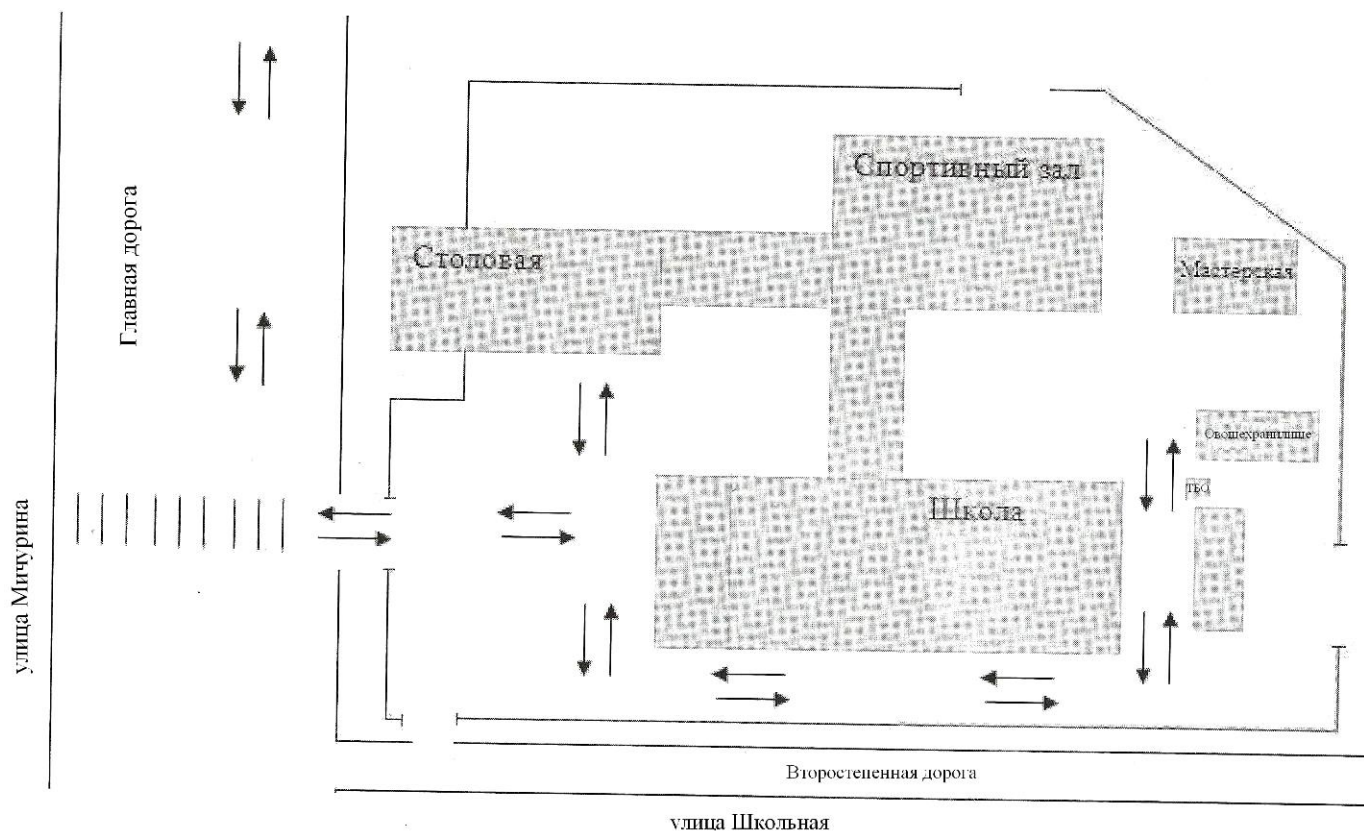 Спортивный зал
Главная дорога
Столовая
Мастерская
Овощехранилище
ТБО
Школа
улица Мичурина
Второстепенная дорога
улица Школьная